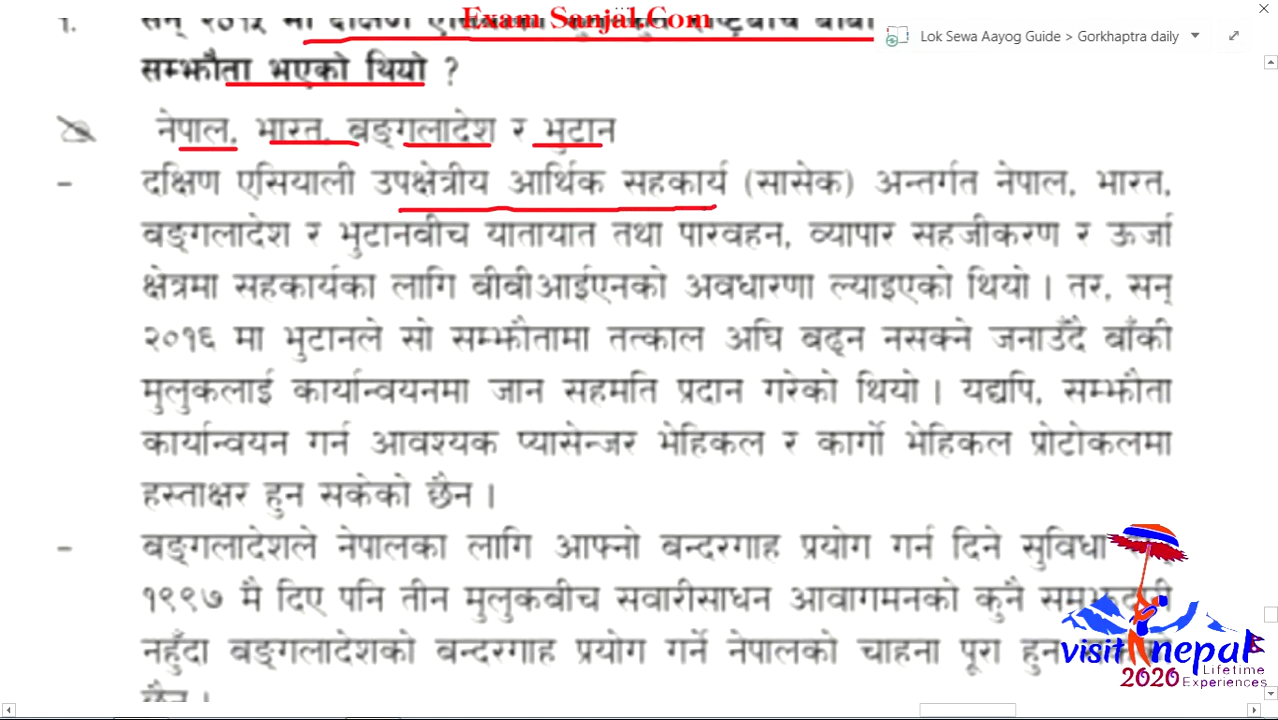 Exam Sanjal.Com
१. सन् २०१५ मा दक्षिण बीच बीबी
Lok Sewa Aayog Guide > Gorkhaptra daily
सम्झौता भएको थियो ?
नेपाल, भारत, बङ्गलादेश र भुटान
- दक्षिण एसियाली उपक्षेत्रीय आर्थिक सहकार्य (सासेक) अन्तर्गत नेपाल, भारत,
बङ्गलादेश र भुटानबीच यातायात तथा पारवहन, व्यापार सहजीकरण र ऊर्जा
क्षेत्रमा सहकार्यका लागि बीबीआईएनको अवधारणा ल्याइएको थियो । तर, सन्
२०१६ मा भुटानले सो सम्झौतामा तत्काल अघि बढ्न नसक्ने जनाउँदै बाँकी
मुलुकलाई कार्यान्वयनमा जान सहमति प्रदान गरेको थियो । यद्यपि, सम्झौता
कार्यान्वयन गर्न आवश्यक प्यासेन्जर भेहिकल र कार्गो भेहिकल प्रोटोकलमा
हस्ताक्षर हुन सकेको छैन ।
- बङ्गलादेशले नेपालका लागि आफ्नो बन्दरगाह प्रयोग गर्न दिने सुविधा
१९९७ मै दिए पनि तीन मुलुकबीच सवारीसाधन आवागमनको कुनै
नहुँदा बङ्गलादेशको बन्दरगाह प्रयोग गर्ने नेपालको चाहना पूरा हुन
छैन ।
visit nepal
2020 Lifetime
Experiences